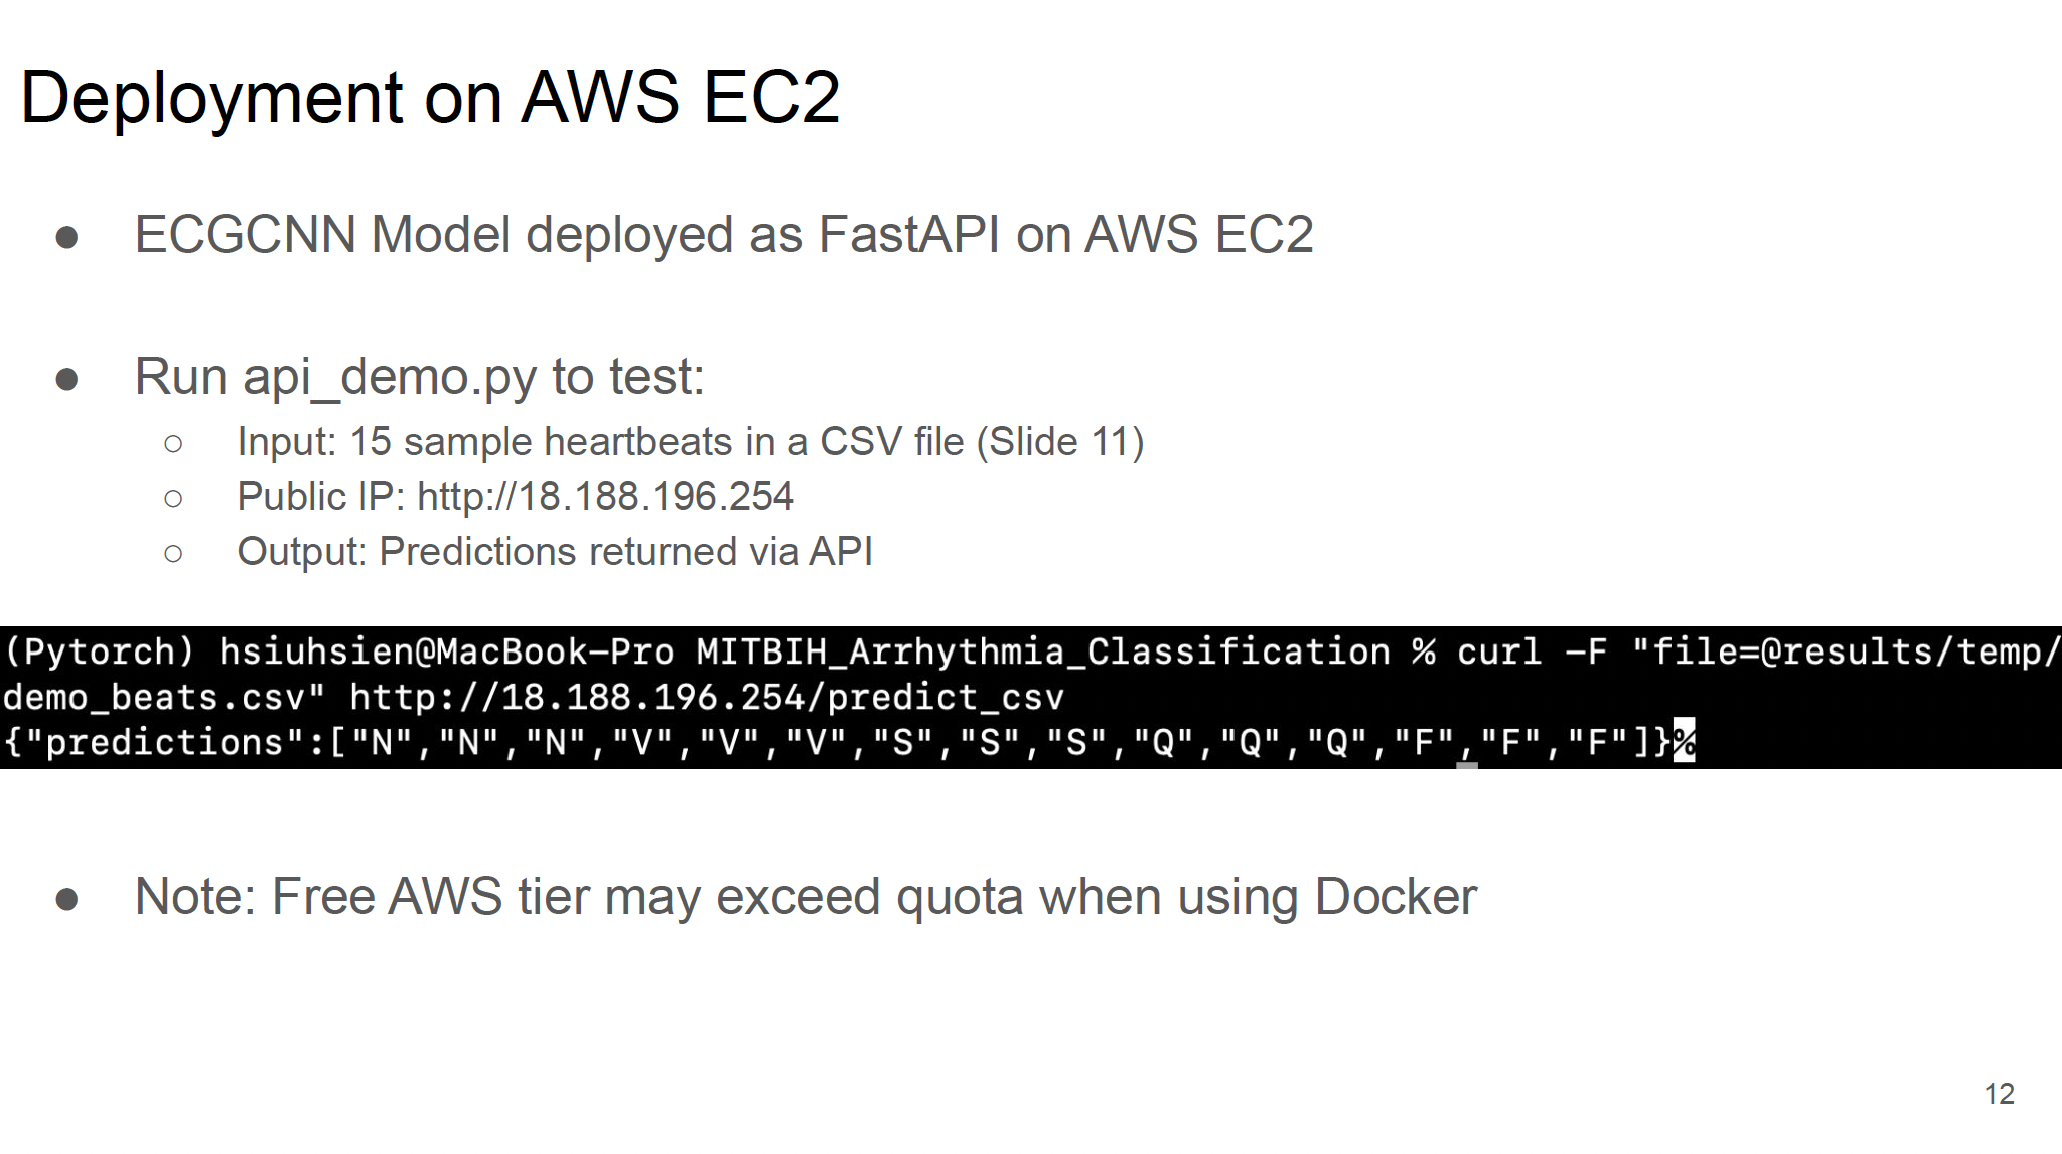 Deployment on AWS EC2
● ECGCNN Model deployed as FastAPI on AWS EC2
● Run api_demo.py to test:
○ Input: 15 sample heartbeats in a CSV file (Slide 11)
○ Public IP: http://18.188.196.254
○ Output: Predictions returned via API
(Pytorch) hsiuhsien@MacBook-Pro MITBIH_Arrhythmia_Classification % curl -F "file=@results/temp/
demo_beats.csv" http://18.188.196.254/predict_csv
{"predictions":["N","N","N","V","V","V","S","S","S","Q","Q","Q","F","F","F"]}%
● Note: Free AWS tier may exceed quota when using Docker
12